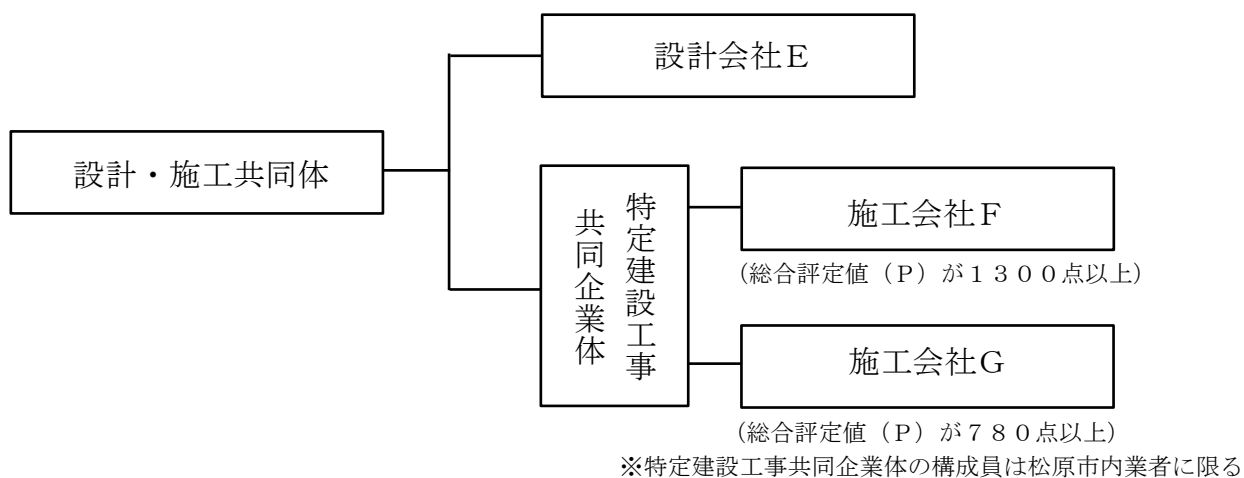 設計会社Ｅ
設計・施工共同体
特定建設工事
共同企業体
施工会社Ｆ
（総合評定値（Ｐ）が１３００点以上）
施工会社Ｇ
（総合評定値（Ｐ）が７８０点以上）
※特定建設工事共同企業体の構成員は松原市内業者に限る